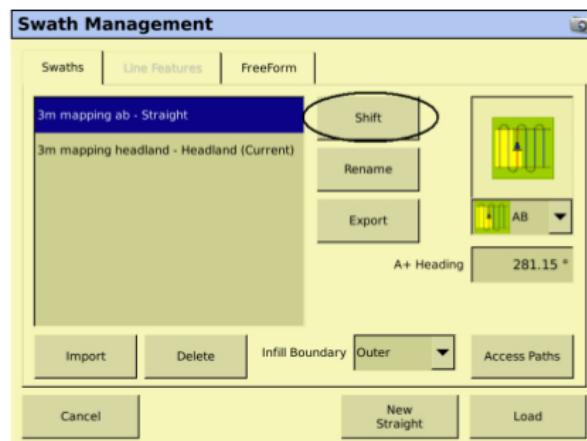 Swath Management
Swaths
Line Features
FreeForm
3m mapping ab - Straight
3m mapping headland - Headland (Current)
Shift
Rename
Export
AB
A+ Heading
281.15 °
Import
Delete
Infill Boundary
Outer
Access Paths
Cancel
New
Straight
Load